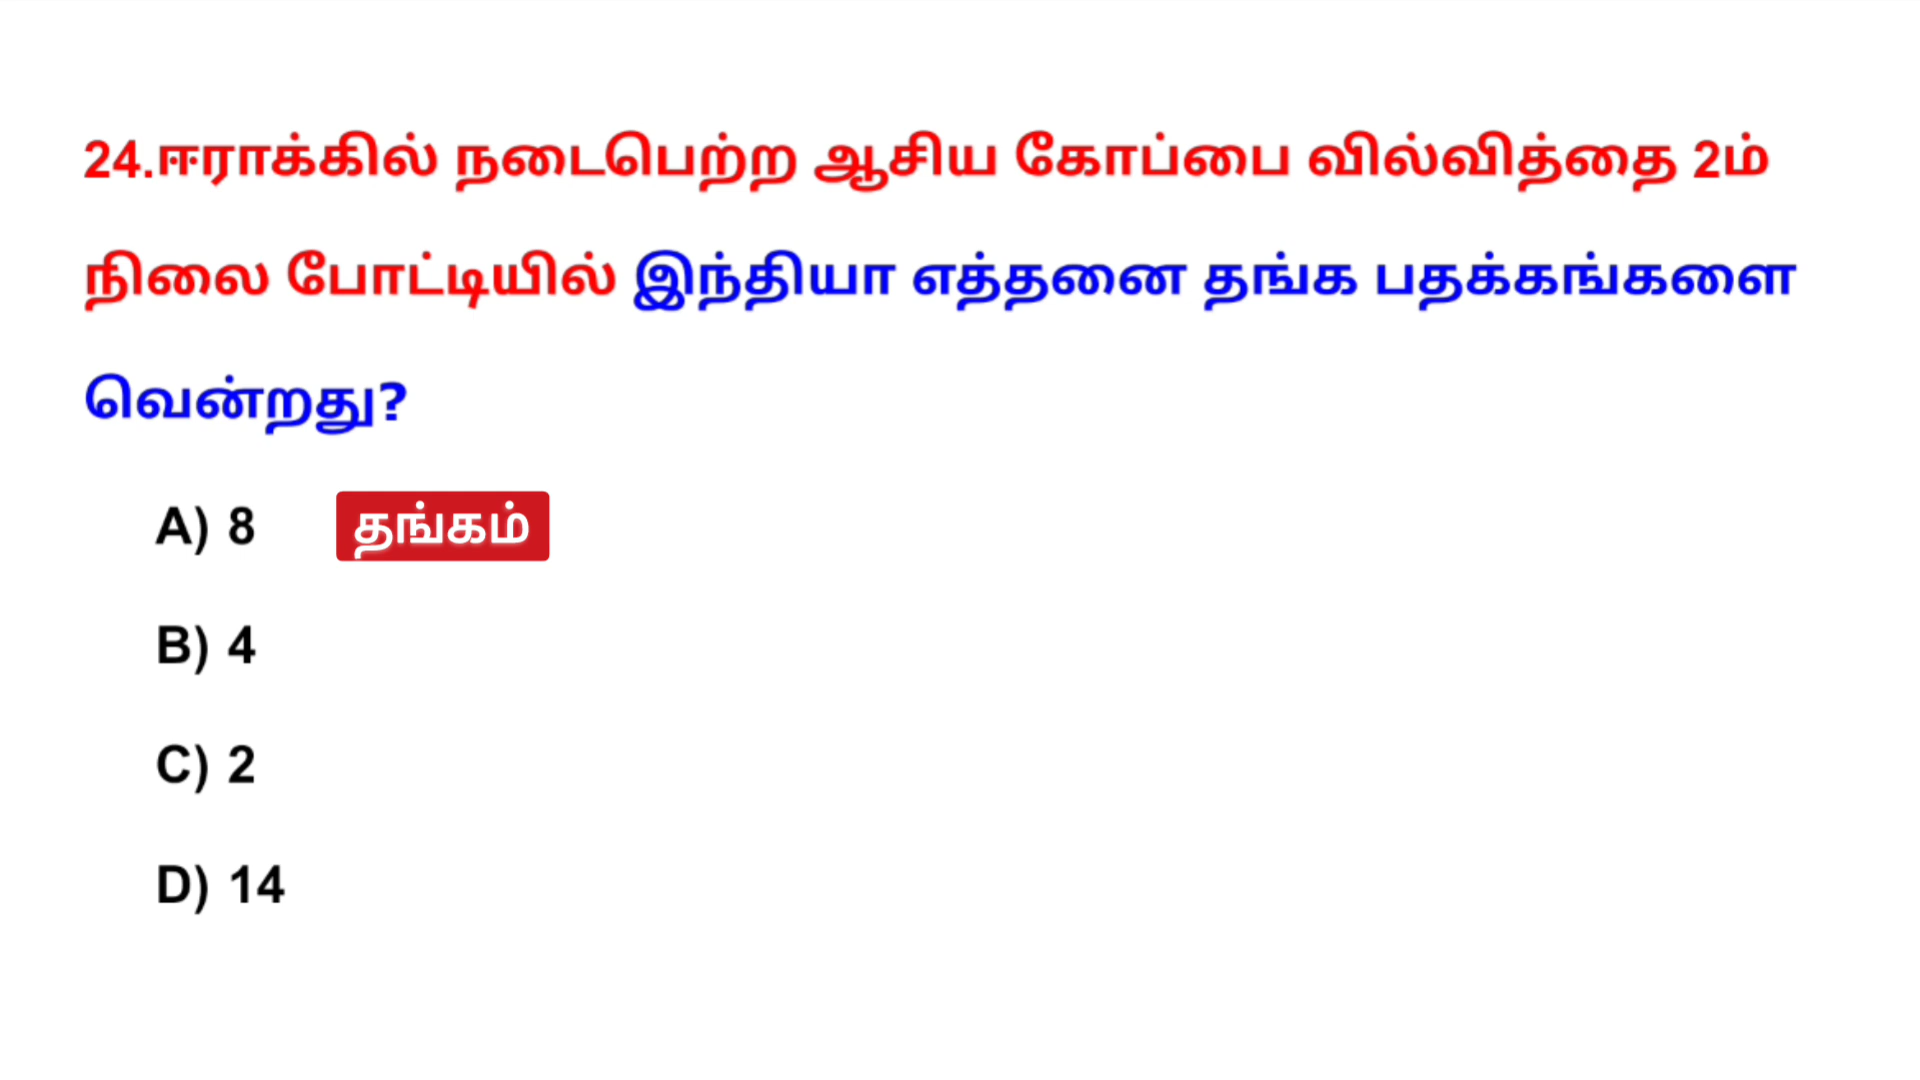 24.ஈராக்கில் நடைபெற்ற ஆசிய கோப்பை வில்வித்தை 2ம்
நிலை போட்டியில் இந்தியா எத்தனை தங்க பதக்கங்களை
வென்றது?
A) 8 தங்கம்
B) 4
C) 2
D) 14